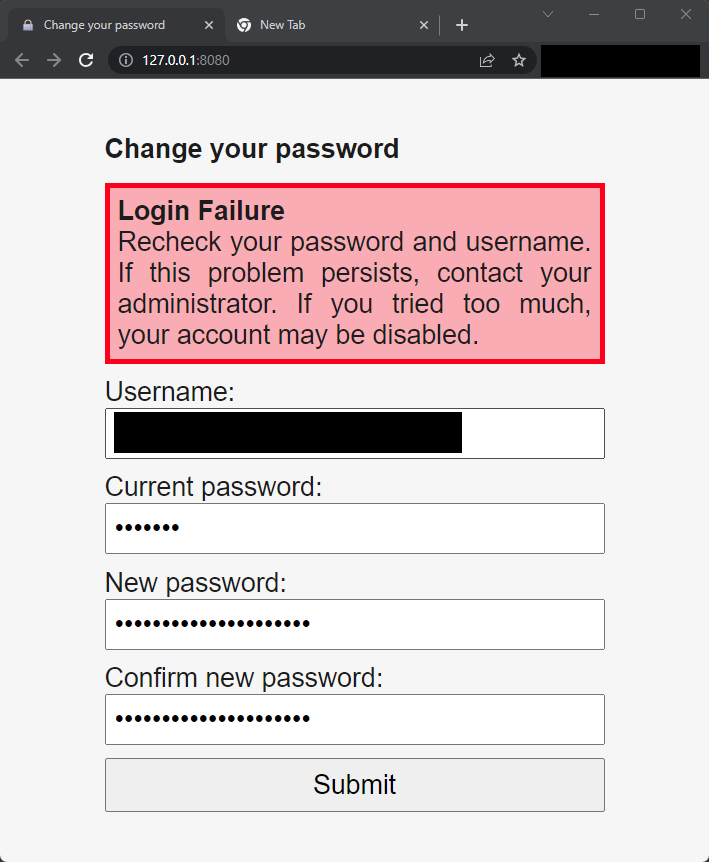 Change your password
New Tab
127.0.0.1:8080
Change your password
Login Failure
Recheck your password and username.
If this problem persists, contact your
administrator. If you tried too much,
your account may be disabled.
Username:
Current password:
New password:
Confirm new password:
Submit